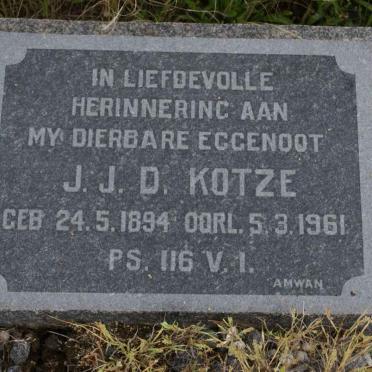 IN LIEFDEVOLLE
HERINNERING AAN
MY DIERBARE EGGENOOT
J. J. D. KOTZE
GEB 24.5.1894 OORL. 5.3.1961
PS. 116 V. 1.
AMWAN